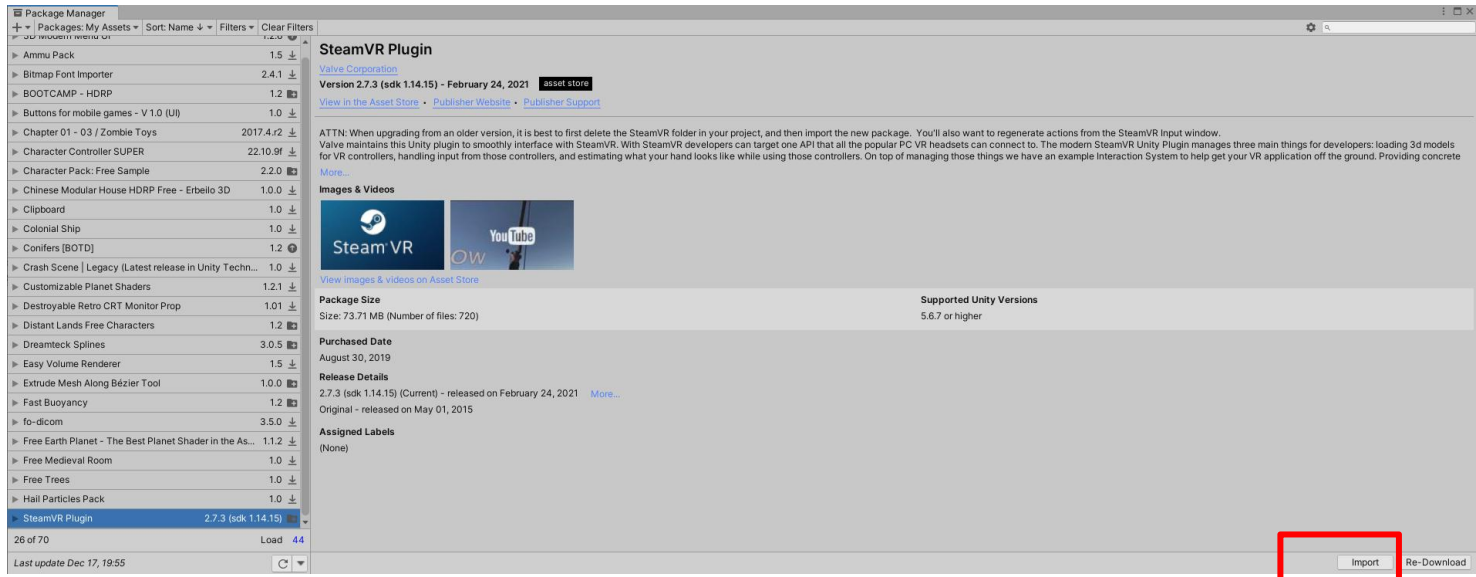 Package Manager
+ Packages: My Assets Sort: Name ↓ Filters Clear Filters
3D Modern Menu UI 1.2.0
Ammu Pack 1.5
Bitmap Font Importer 2.4.1
BOOTCAMP - HDRP 1.2
Buttons for mobile games - V 1.0 (UI) 1.0
Chapter 01 - 03 / Zombie Toys 2017.4.r2
Character Controller SUPER 22.10.9f
Character Pack: Free Sample 2.2.0
Chinese Modular House HDRP Free - Erbeilo 3D 1.0.0
Clipboard 1.0
Colonial Ship 1.0
Conifers [BOTD] 1.2
Crash Scene | Legacy (Latest release in Unity Techn... 1.0
Customizable Planet Shaders 1.2.1
Destroyable Retro CRT Monitor Prop 1.01
Distant Lands Free Characters 1.2
Dreamteck Splines 3.0.5
Easy Volume Renderer 1.5
Extrude Mesh Along Bézier Tool 1.0.0
Fast Buoyancy 1.2
fo-dicom 3.5.0
Free Earth Planet - The Best Planet Shader in the As... 1.1.2
Free Medieval Room 1.0
Free Trees 1.0
Hail Particles Pack 1.0
SteamVR Plugin 2.7.3 (sdk 1.14.15)
26 of 70 Load 44
Last update Dec 17, 19:55
SteamVR Plugin
Valve Corporation
Version 2.7.3 (sdk 1.14.15) - February 24, 2021 asset store
View in the Asset Store • Publisher Website • Publisher Support
ATTN: When upgrading from an older version, it is best to first delete the SteamVR folder in your project, and then import the new package. You'll also want to regenerate actions from the SteamVR Input window.
Valve maintains this Unity plugin to smoothly interface with SteamVR. With SteamVR developers can target one API that all the popular PC VR headsets can connect to. The modern SteamVR Unity Plugin manages three main things for developers: loading 3d models
for VR controllers, handling input from those controllers, and estimating what your hand looks like while using those controllers. On top of managing those things we have an example Interaction System to help get your VR application off the ground. Providing concrete
More...
Images & Videos
Steam®VR
YouTube
OW
View images & videos on Asset Store
Package Size
Size: 73.71 MB (Number of files: 720)
Supported Unity Versions
5.6.7 or higher
Purchased Date
August 30, 2019
Release Details
2.7.3 (sdk 1.14.15) (Current) - released on February 24, 2021 More...
Original - released on May 01, 2015
Assigned Labels
(None)
Import Re-Download